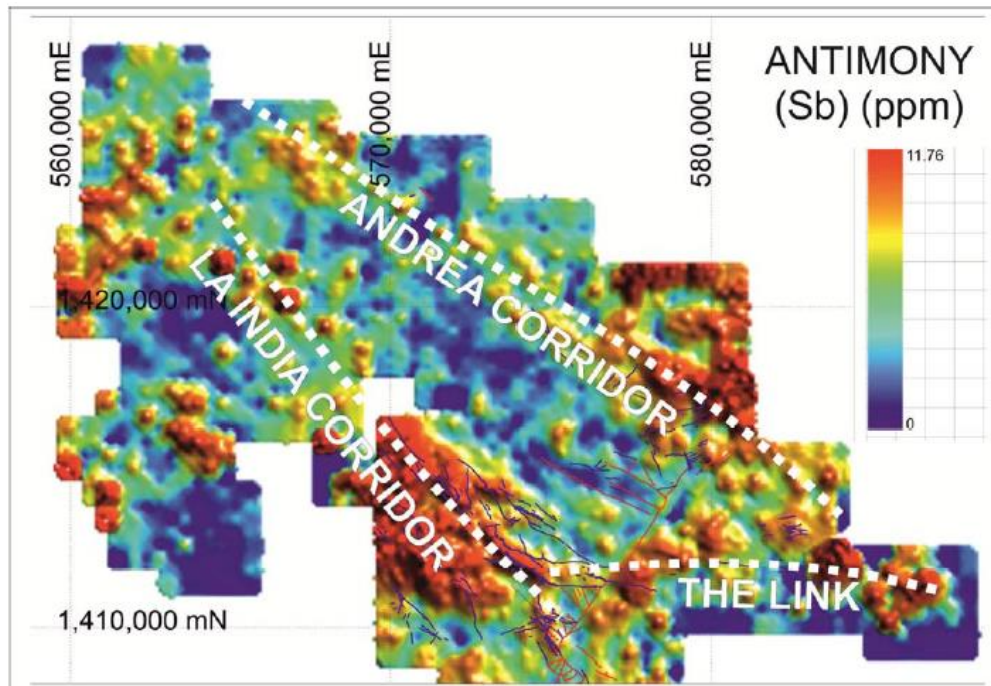 560,000 mE
570,000 mE
580,000 mE
ANTIMONY
(Sb) (ppm)
11.76
0
ANDREA CORRIDOR
LA INDIA CORRIDOR
1,420,000 mN
THE LINK
1,410,000 mN